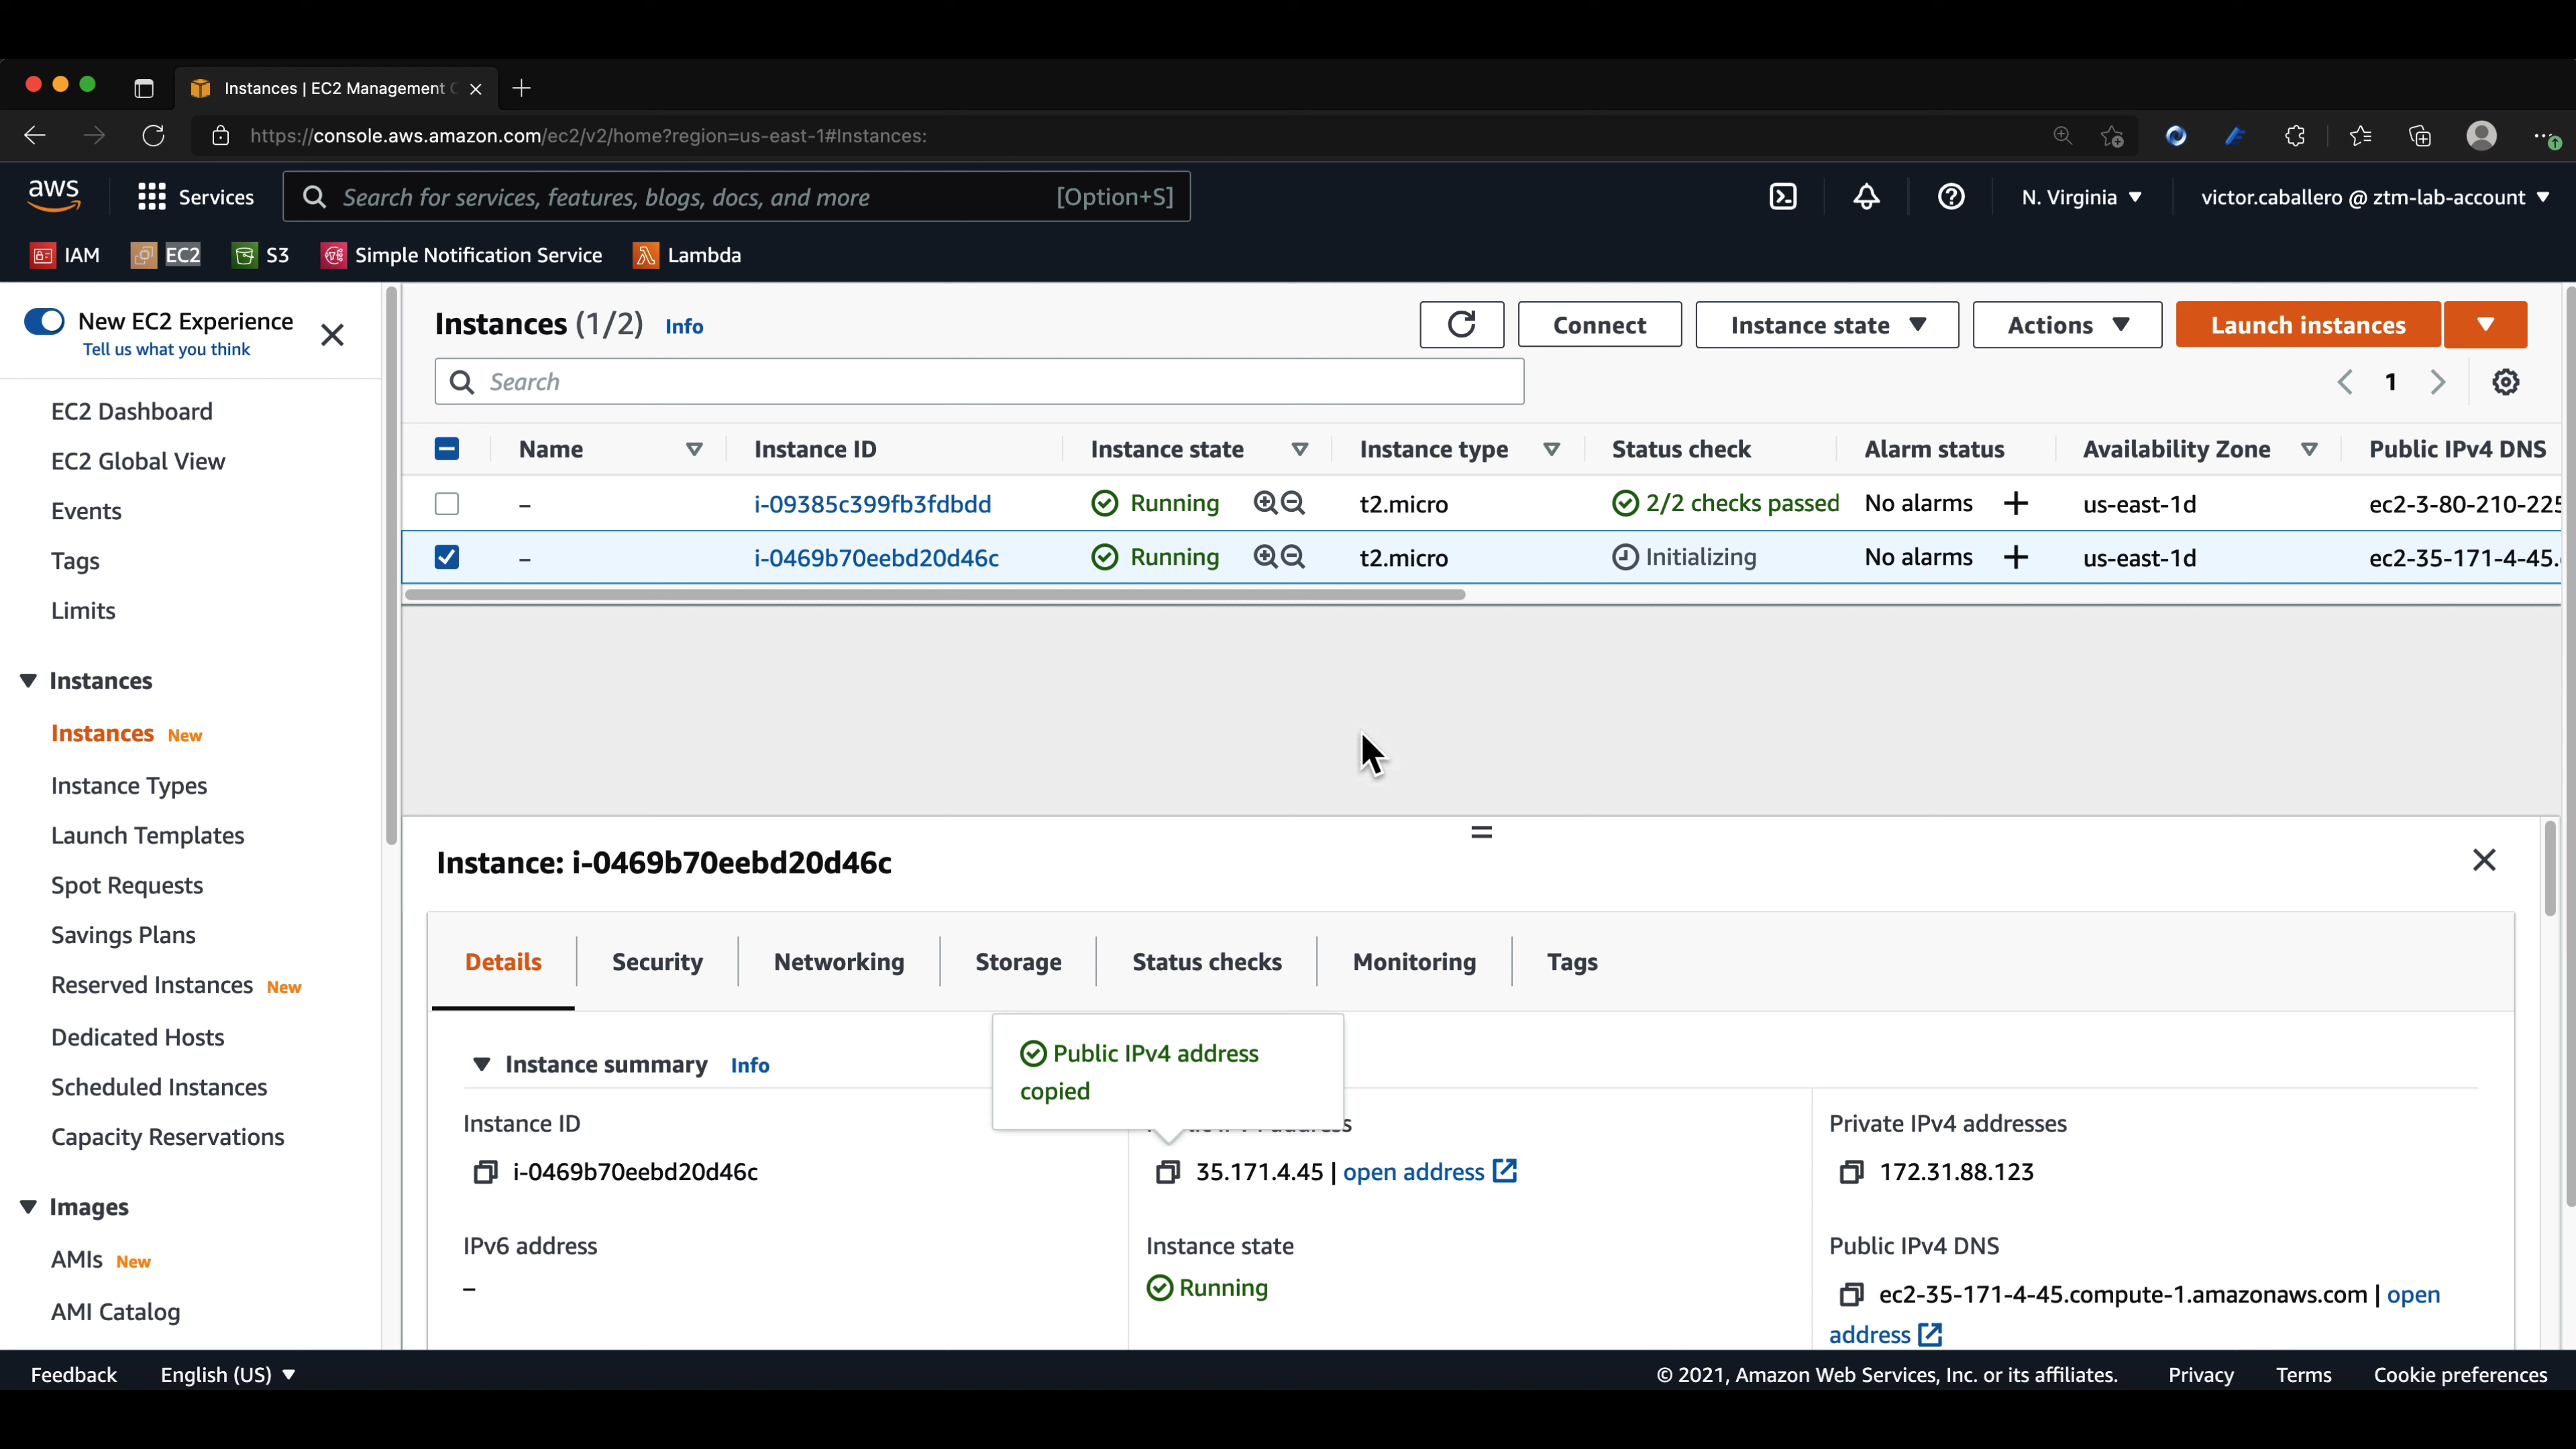 Instances | EC2 Management C
https://console.aws.amazon.com/ec2/v2/home?region=us-east-1#Instances:
aws
Services
Search for services, features, blogs, docs, and more [Option+S]
N. Virginia
victor.caballero @ ztm-lab-account
IAM
EC2
S3
Simple Notification Service
Lambda
New EC2 Experience
Tell us what you think
EC2 Dashboard
EC2 Global View
Events
Tags
Limits
Instances
Instances New
Instance Types
Launch Templates
Spot Requests
Savings Plans
Reserved Instances New
Dedicated Hosts
Scheduled Instances
Capacity Reservations
Images
AMIs New
AMI Catalog
Instances (1/2) Info
Connect
Instance state
Actions
Launch instances
Search
1
Name Instance ID Instance state Instance type Status check Alarm status Availability Zone Public IPv4 DNS
– i-09385c399fb3fdbdd Running t2.micro 2/2 checks passed No alarms + us-east-1d ec2-3-80-210-225
– i-0469b70eebd20d46c Running t2.micro Initializing No alarms + us-east-1d ec2-35-171-4-45.
Instance: i-0469b70eebd20d46c
Details Security Networking Storage Status checks Monitoring Tags
Instance summary Info
Public IPv4 address
copied
Instance ID
i-0469b70eebd20d46c
35.171.4.45 | open address
Private IPv4 addresses
172.31.88.123
IPv6 address
–
Instance state
Running
Public IPv4 DNS
ec2-35-171-4-45.compute-1.amazonaws.com | open
address
Feedback English (US)
© 2021, Amazon Web Services, Inc. or its affiliates. Privacy Terms Cookie preferences